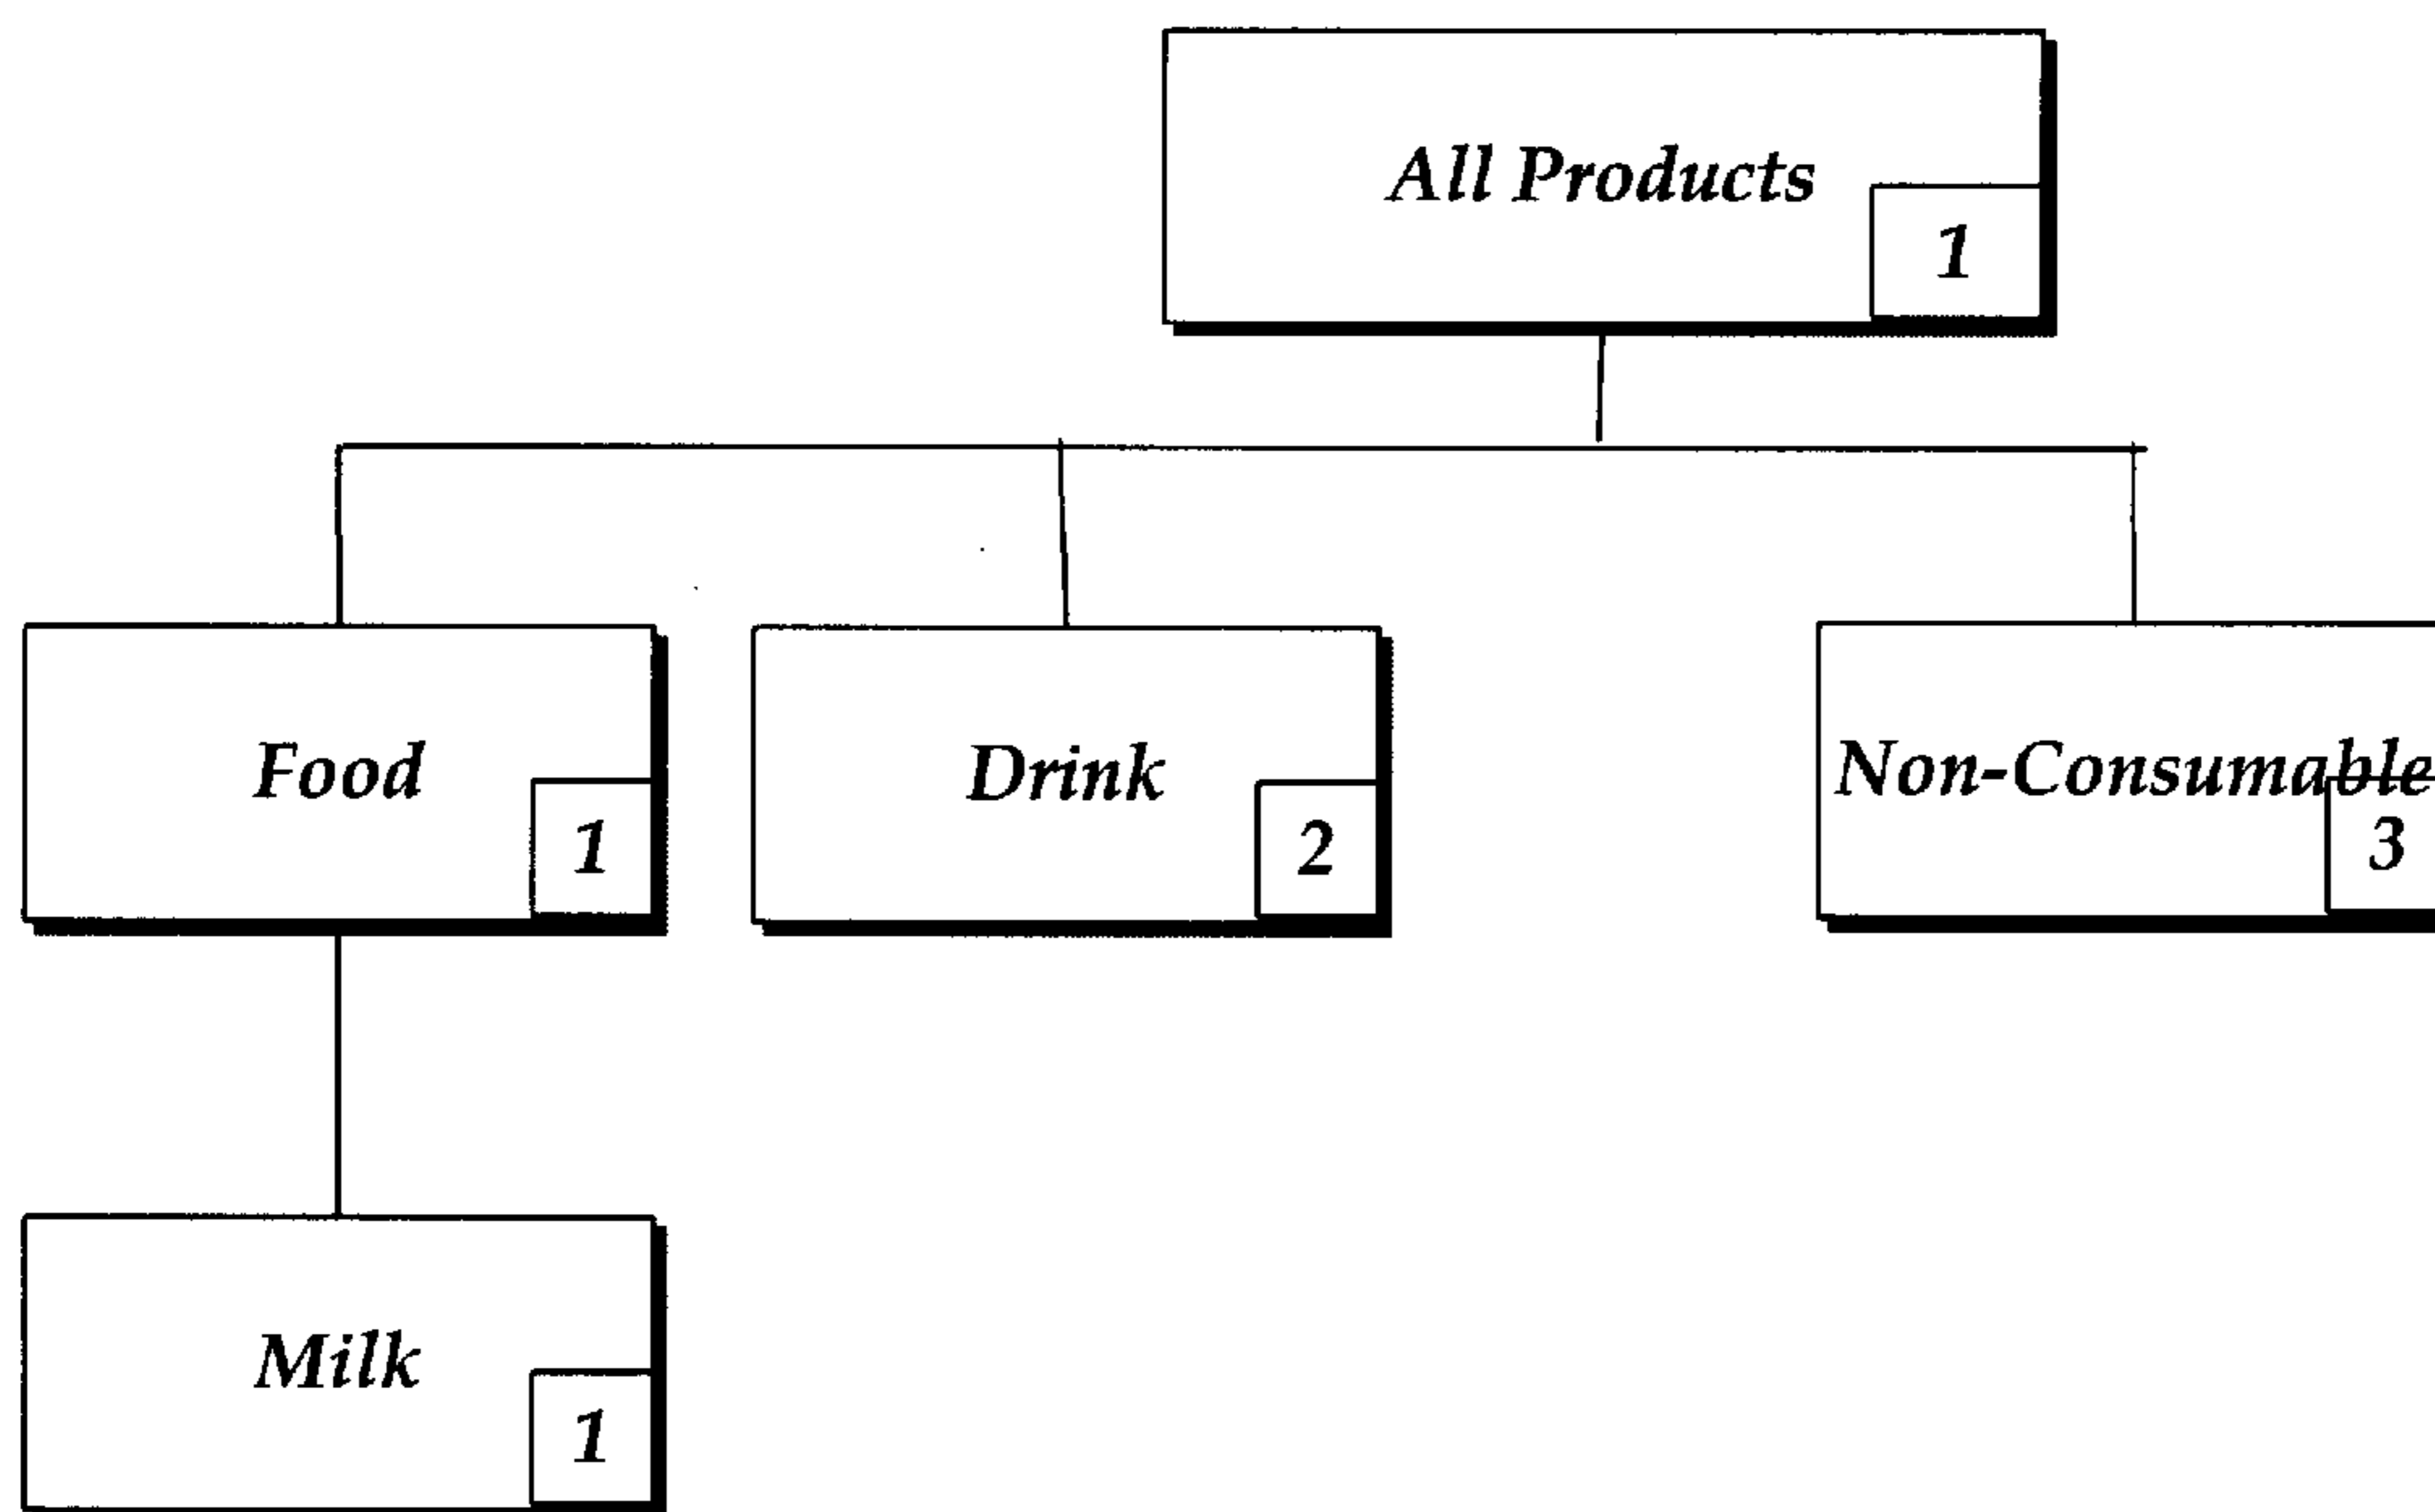 All Products
1
Food
1
Drink
2
Non-Consumable
3
Milk
1